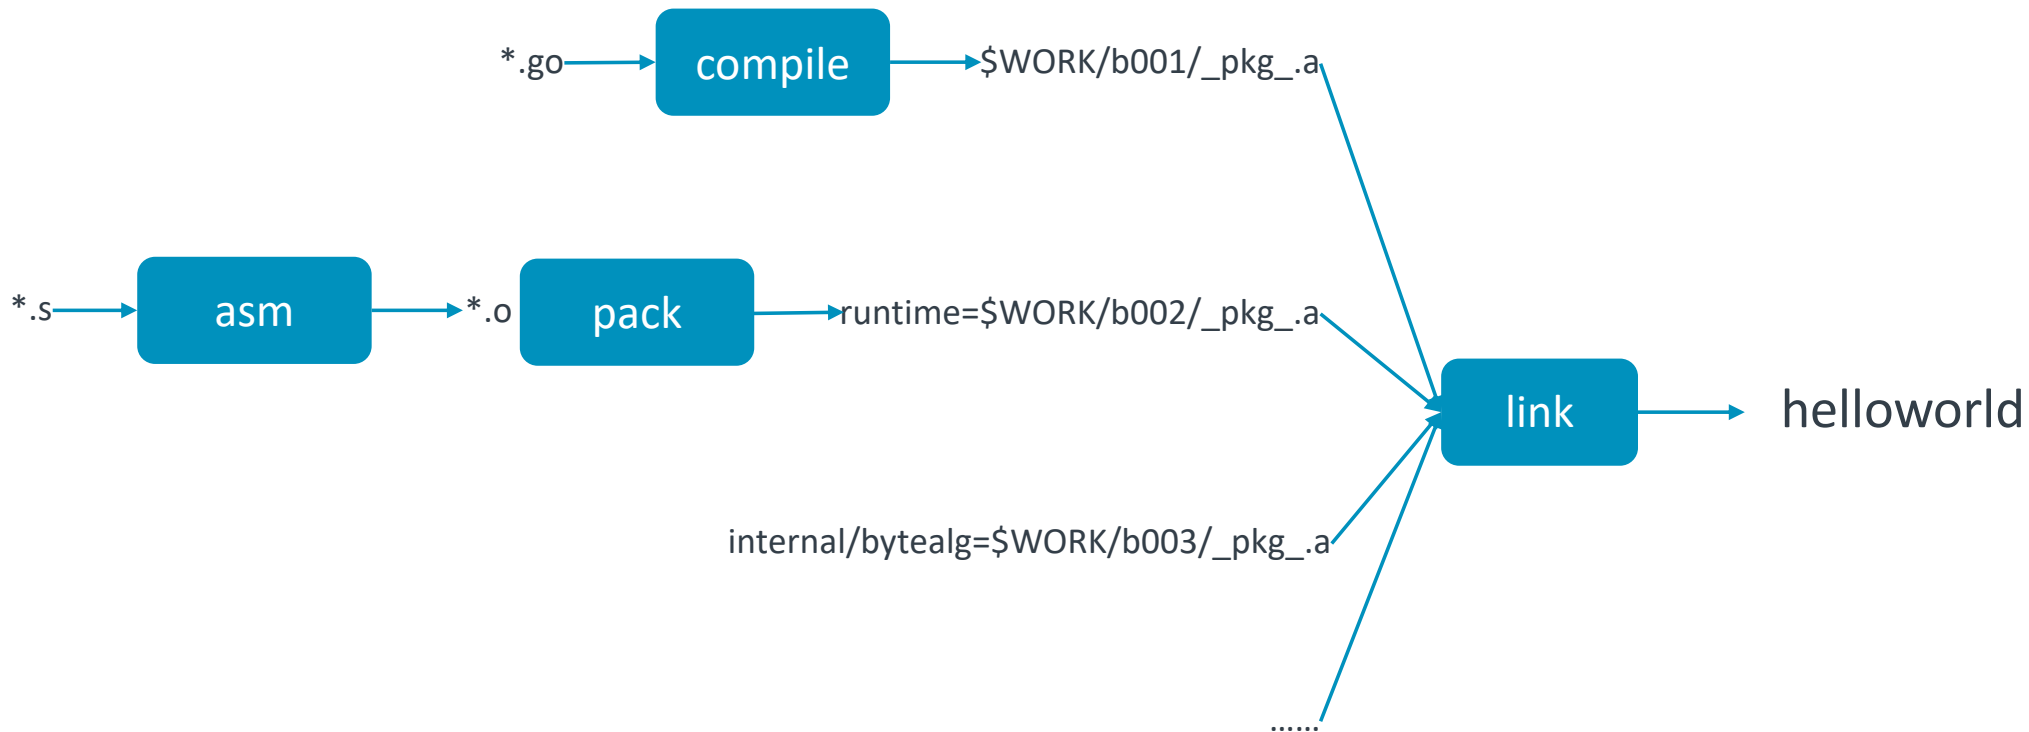 *.go
compile
$WORK/b001/_pkg_.a
*.s
asm
*.o
pack
runtime=$WORK/b002/_pkg_.a
link
helloworld
internal/bytealg=$WORK/b003/_pkg_.a
......